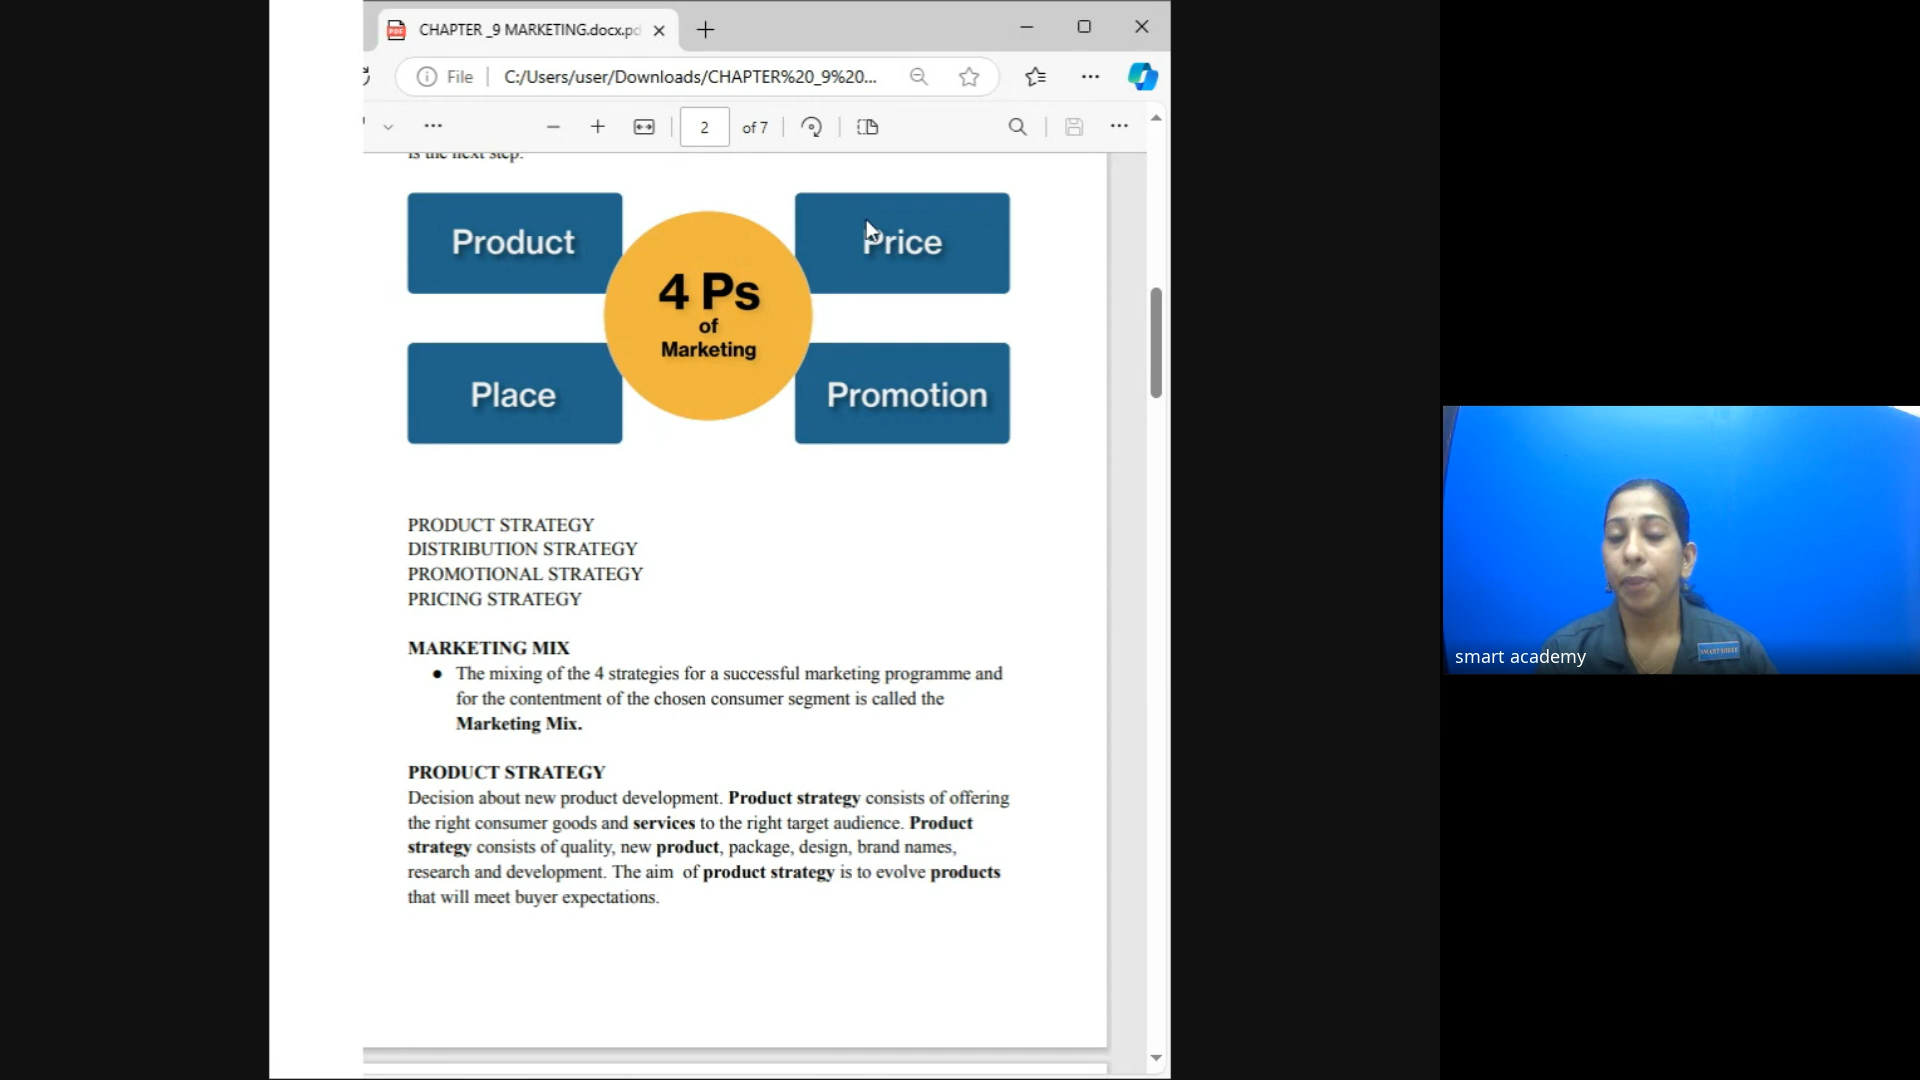 CHAPTER _9 MARKETING.docx.pd
File
C:/Users/user/Downloads/CHAPTER%20_9%20...
2 of 7
is the next step.
Product
Price
4 Ps
of
Marketing
Place
Promotion
PRODUCT STRATEGY
DISTRIBUTION STRATEGY
PROMOTIONAL STRATEGY
PRICING STRATEGY
MARKETING MIX
● The mixing of the 4 strategies for a successful marketing programme and
for the contentment of the chosen consumer segment is called the
Marketing Mix.
PRODUCT STRATEGY
Decision about new product development. Product strategy consists of offering
the right consumer goods and services to the right target audience. Product
strategy consists of quality, new product, package, design, brand names,
research and development. The aim  of product strategy is to evolve products
that will meet buyer expectations.
smart academy